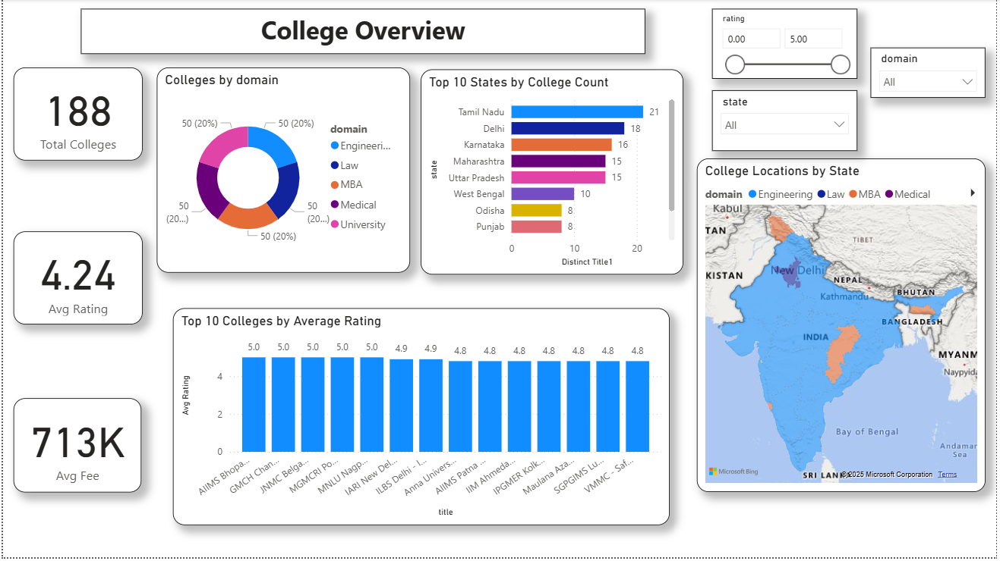 College Overview
rating
0.00 5.00
domain
All
state
All
188
Total Colleges
4.24
Avg Rating
713K
Avg Fee
Colleges by domain
50 (20%)
50 (20%)
50
(20...)
50
(20...)
50 (20%)
domain
Engineeri...
Law
MBA
Medical
University
Top 10 States by College Count
state
Tamil Nadu 21
Delhi 18
Karnataka 16
Maharashtra 15
Uttar Pradesh 15
West Bengal 10
Odisha 8
Punjab 8
0 10 20
Distinct Title1
Top 10 Colleges by Average Rating
Avg Rating
5.0 5.0 5.0 5.0 5.0 4.9 4.9 4.8 4.8 4.8 4.8 4.8 4.8 4.8
4
2
0
AIIMS Bhopa...
GMCH Chan...
JNMC Belga...
MGMCRI Po...
MNLU Nagp...
IARI New Del...
ILBS Delhi - I...
Anna Univers...
AIIMS Patna ...
IIM Ahmeda...
IPGMER Kolk...
Maulana Aza...
SGPGIMS Lu...
VMMC - Saf...
title
College Locations by State
domain Engineering Law MBA Medical
Kabul
TAN
TIBET
KISTAN
New Delhi
NEPAL
Kathmandu
BHUTAN
BANGLADESH
INDIA
MYANM
Naypyida
Bay of Bengal
Andaman
Sea
SRI LAN
Microsoft Bing
©2025 Microsoft Corporation Terms